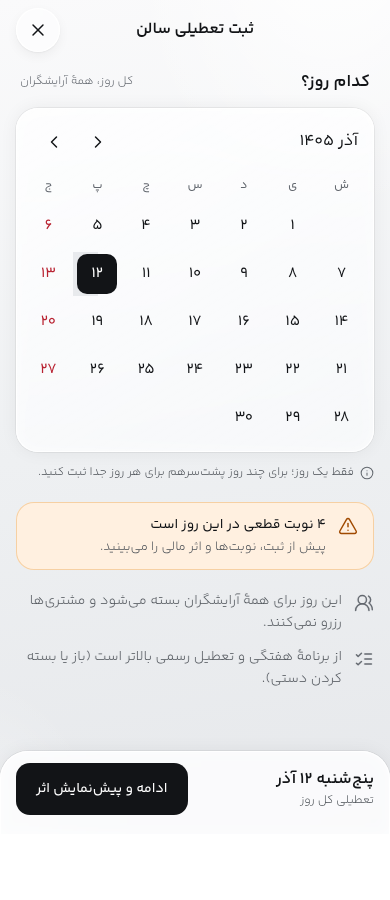 ثبت تعطیلی سالن
کدام روز؟
کل روز، همهٔ آرایشگران
آذر ۱۴۰۵
ش ی د س چ پ ج
۱ ۲ ۳ ۴ ۵ ۶
۷ ۸ ۹ ۱۰ ۱۱ ۱۲ ۱۳
۱۴ ۱۵ ۱۶ ۱۷ ۱۸ ۱۹ ۲۰
۲۱ ۲۲ ۲۳ ۲۴ ۲۵ ۲۶ ۲۷
۲۸ ۲۹ ۳۰
فقط یک روز؛ برای چند روز پشت‌سرهم برای هر روز جدا ثبت کنید.
۴ نوبت قطعی در این روز است
پیش از ثبت، نوبت‌ها و اثر مالی را می‌بینید.
این روز برای همهٔ آرایشگران بسته می‌شود و مشتری‌ها
رزرو نمی‌کنند.
از برنامهٔ هفتگی و تعطیل رسمی بالاتر است (باز یا بسته
کردن دستی).
پنج‌شنبه ۱۲ آذر
تعطیلی کل روز
ادامه و پیش‌نمایش اثر